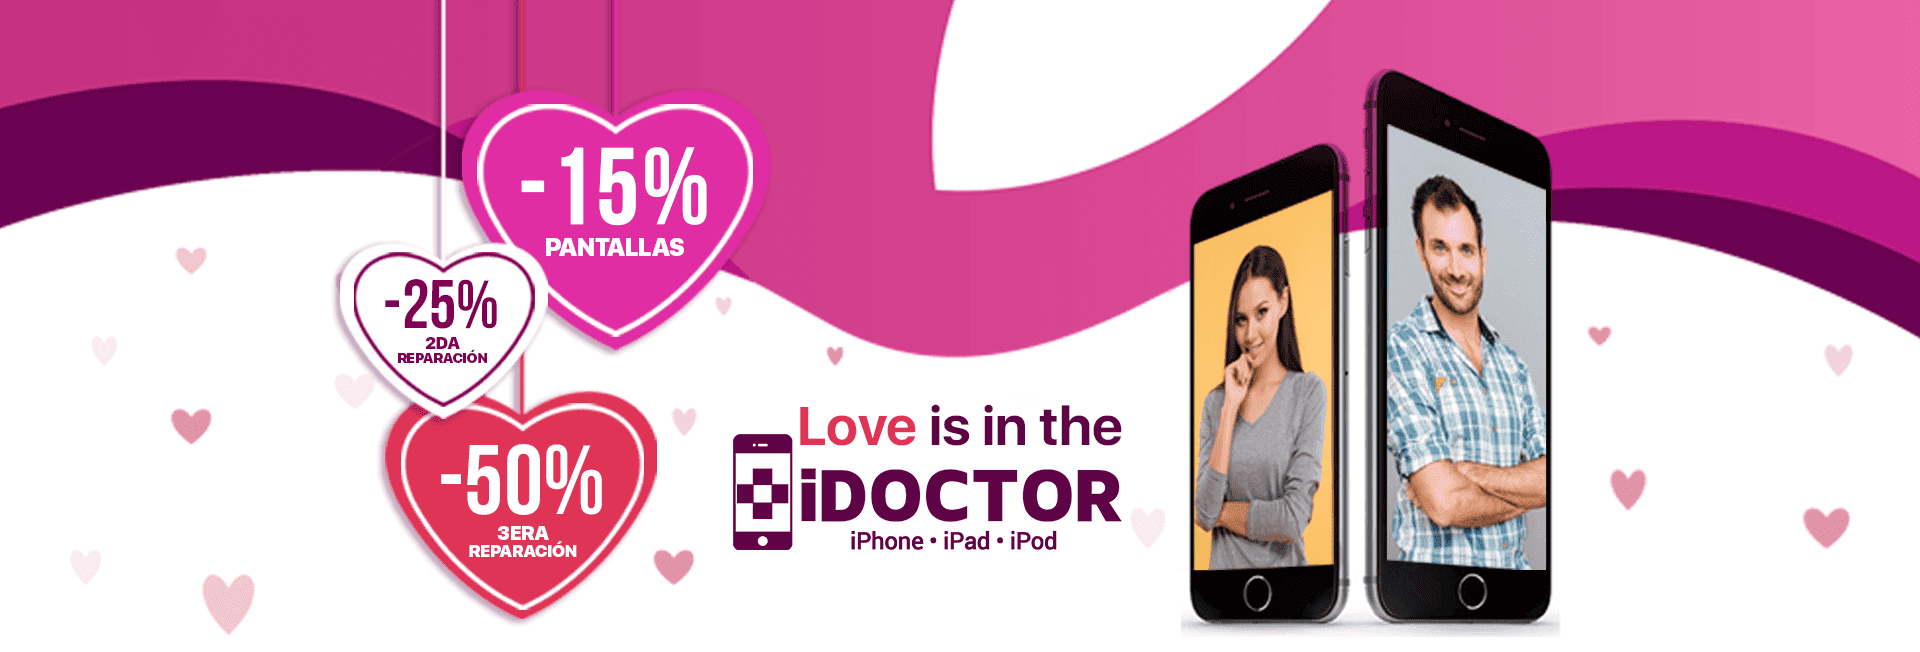 -15%
PANTALLAS
-25%
2DA
REPARACIÓN
-50%
3ERA
REPARACIÓN
Love is in the
iDOCTOR
iPhone • iPad • iPod